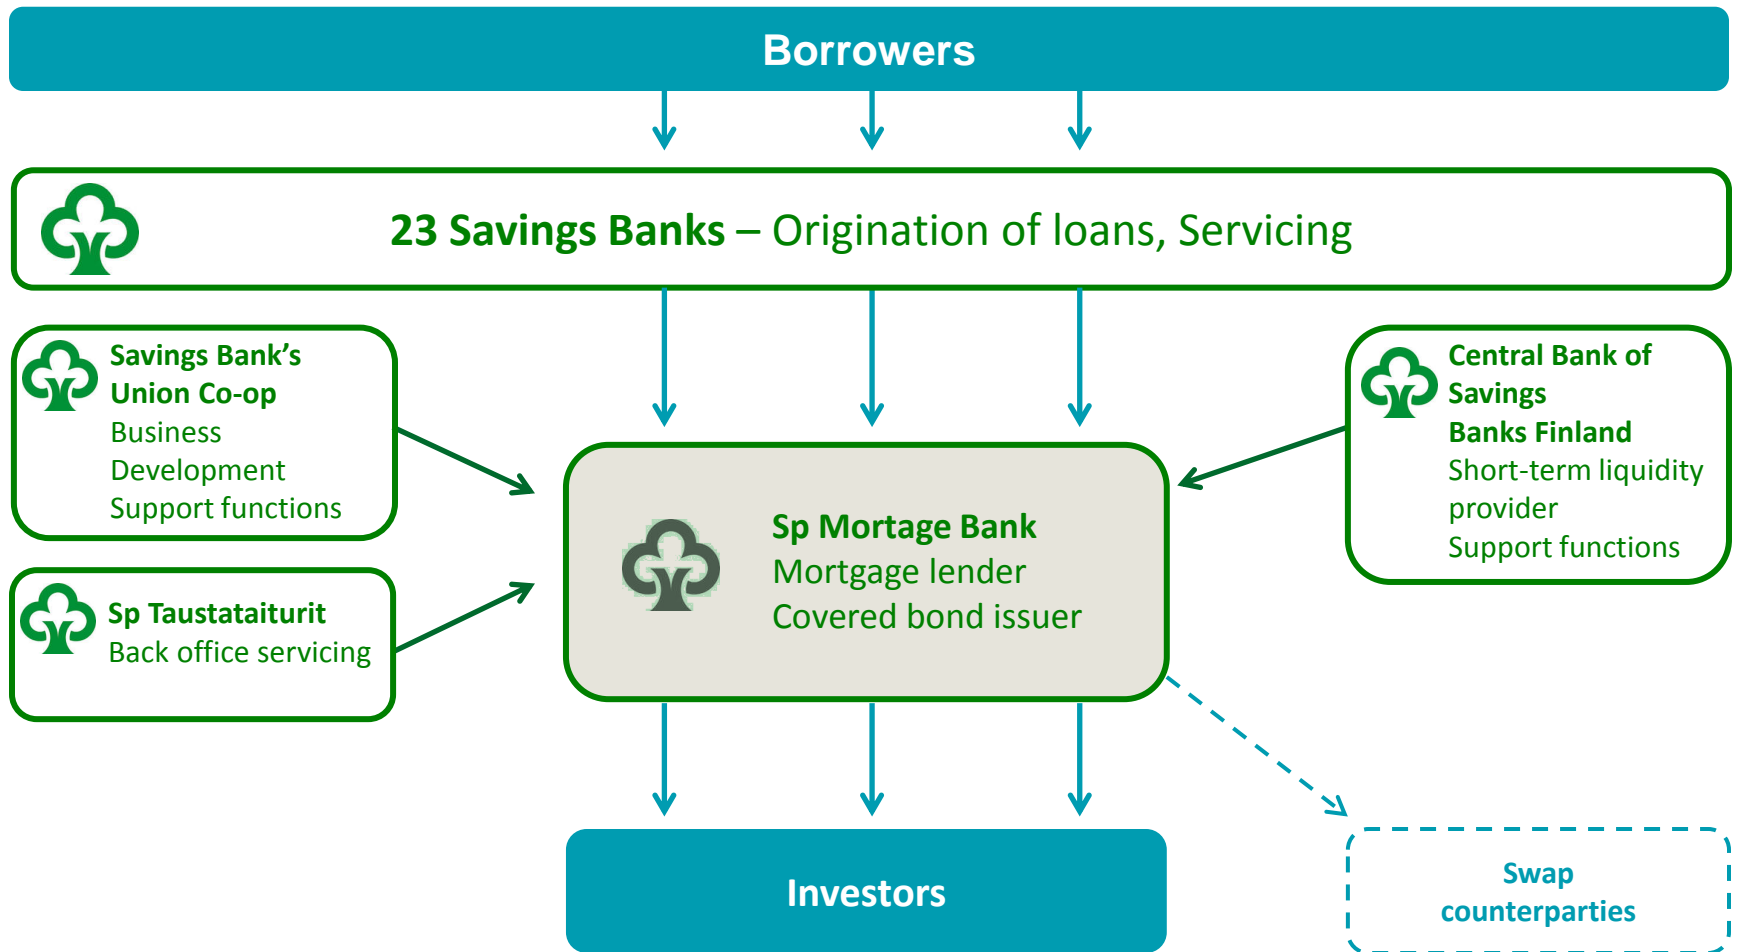 Borrowers
23 Savings Banks – Origination of loans, Servicing
Savings Bank’s
Union Co-op
Business
Development
Support functions
Central Bank of
Savings
Banks Finland
Short-term liquidity
provider
Support functions
Sp Mortage Bank
Mortgage lender
Covered bond issuer
Sp Taustataiturit
Back office servicing
Investors
Swap
counterparties